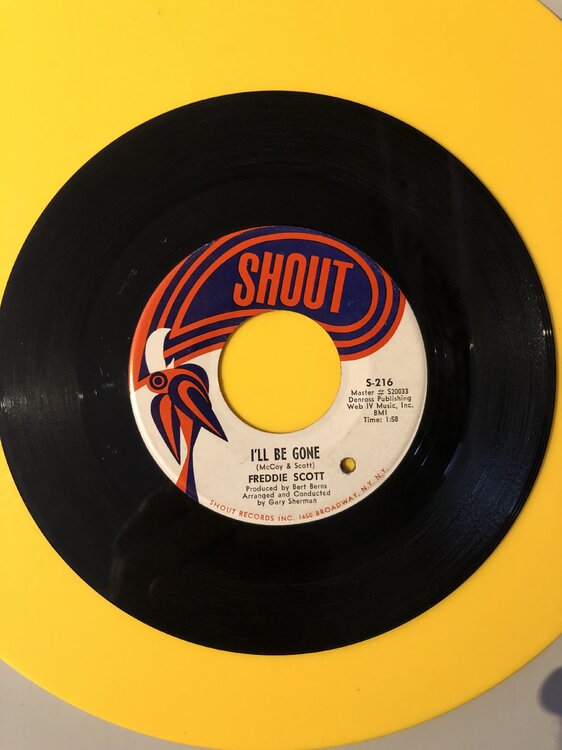 SHOUT
S-216
Master # S20033
Denross Publishing
Web IV Music, Inc.
BMI
Time: 1:58
I'LL BE GONE
(McCoy & Scott)
FREDDIE SCOTT
Produced by Bert Berns
Arranged and Conducted
by Gary Sherman
SHOUT RECORDS INC. 1650 BROADWAY, N.Y. N.Y.